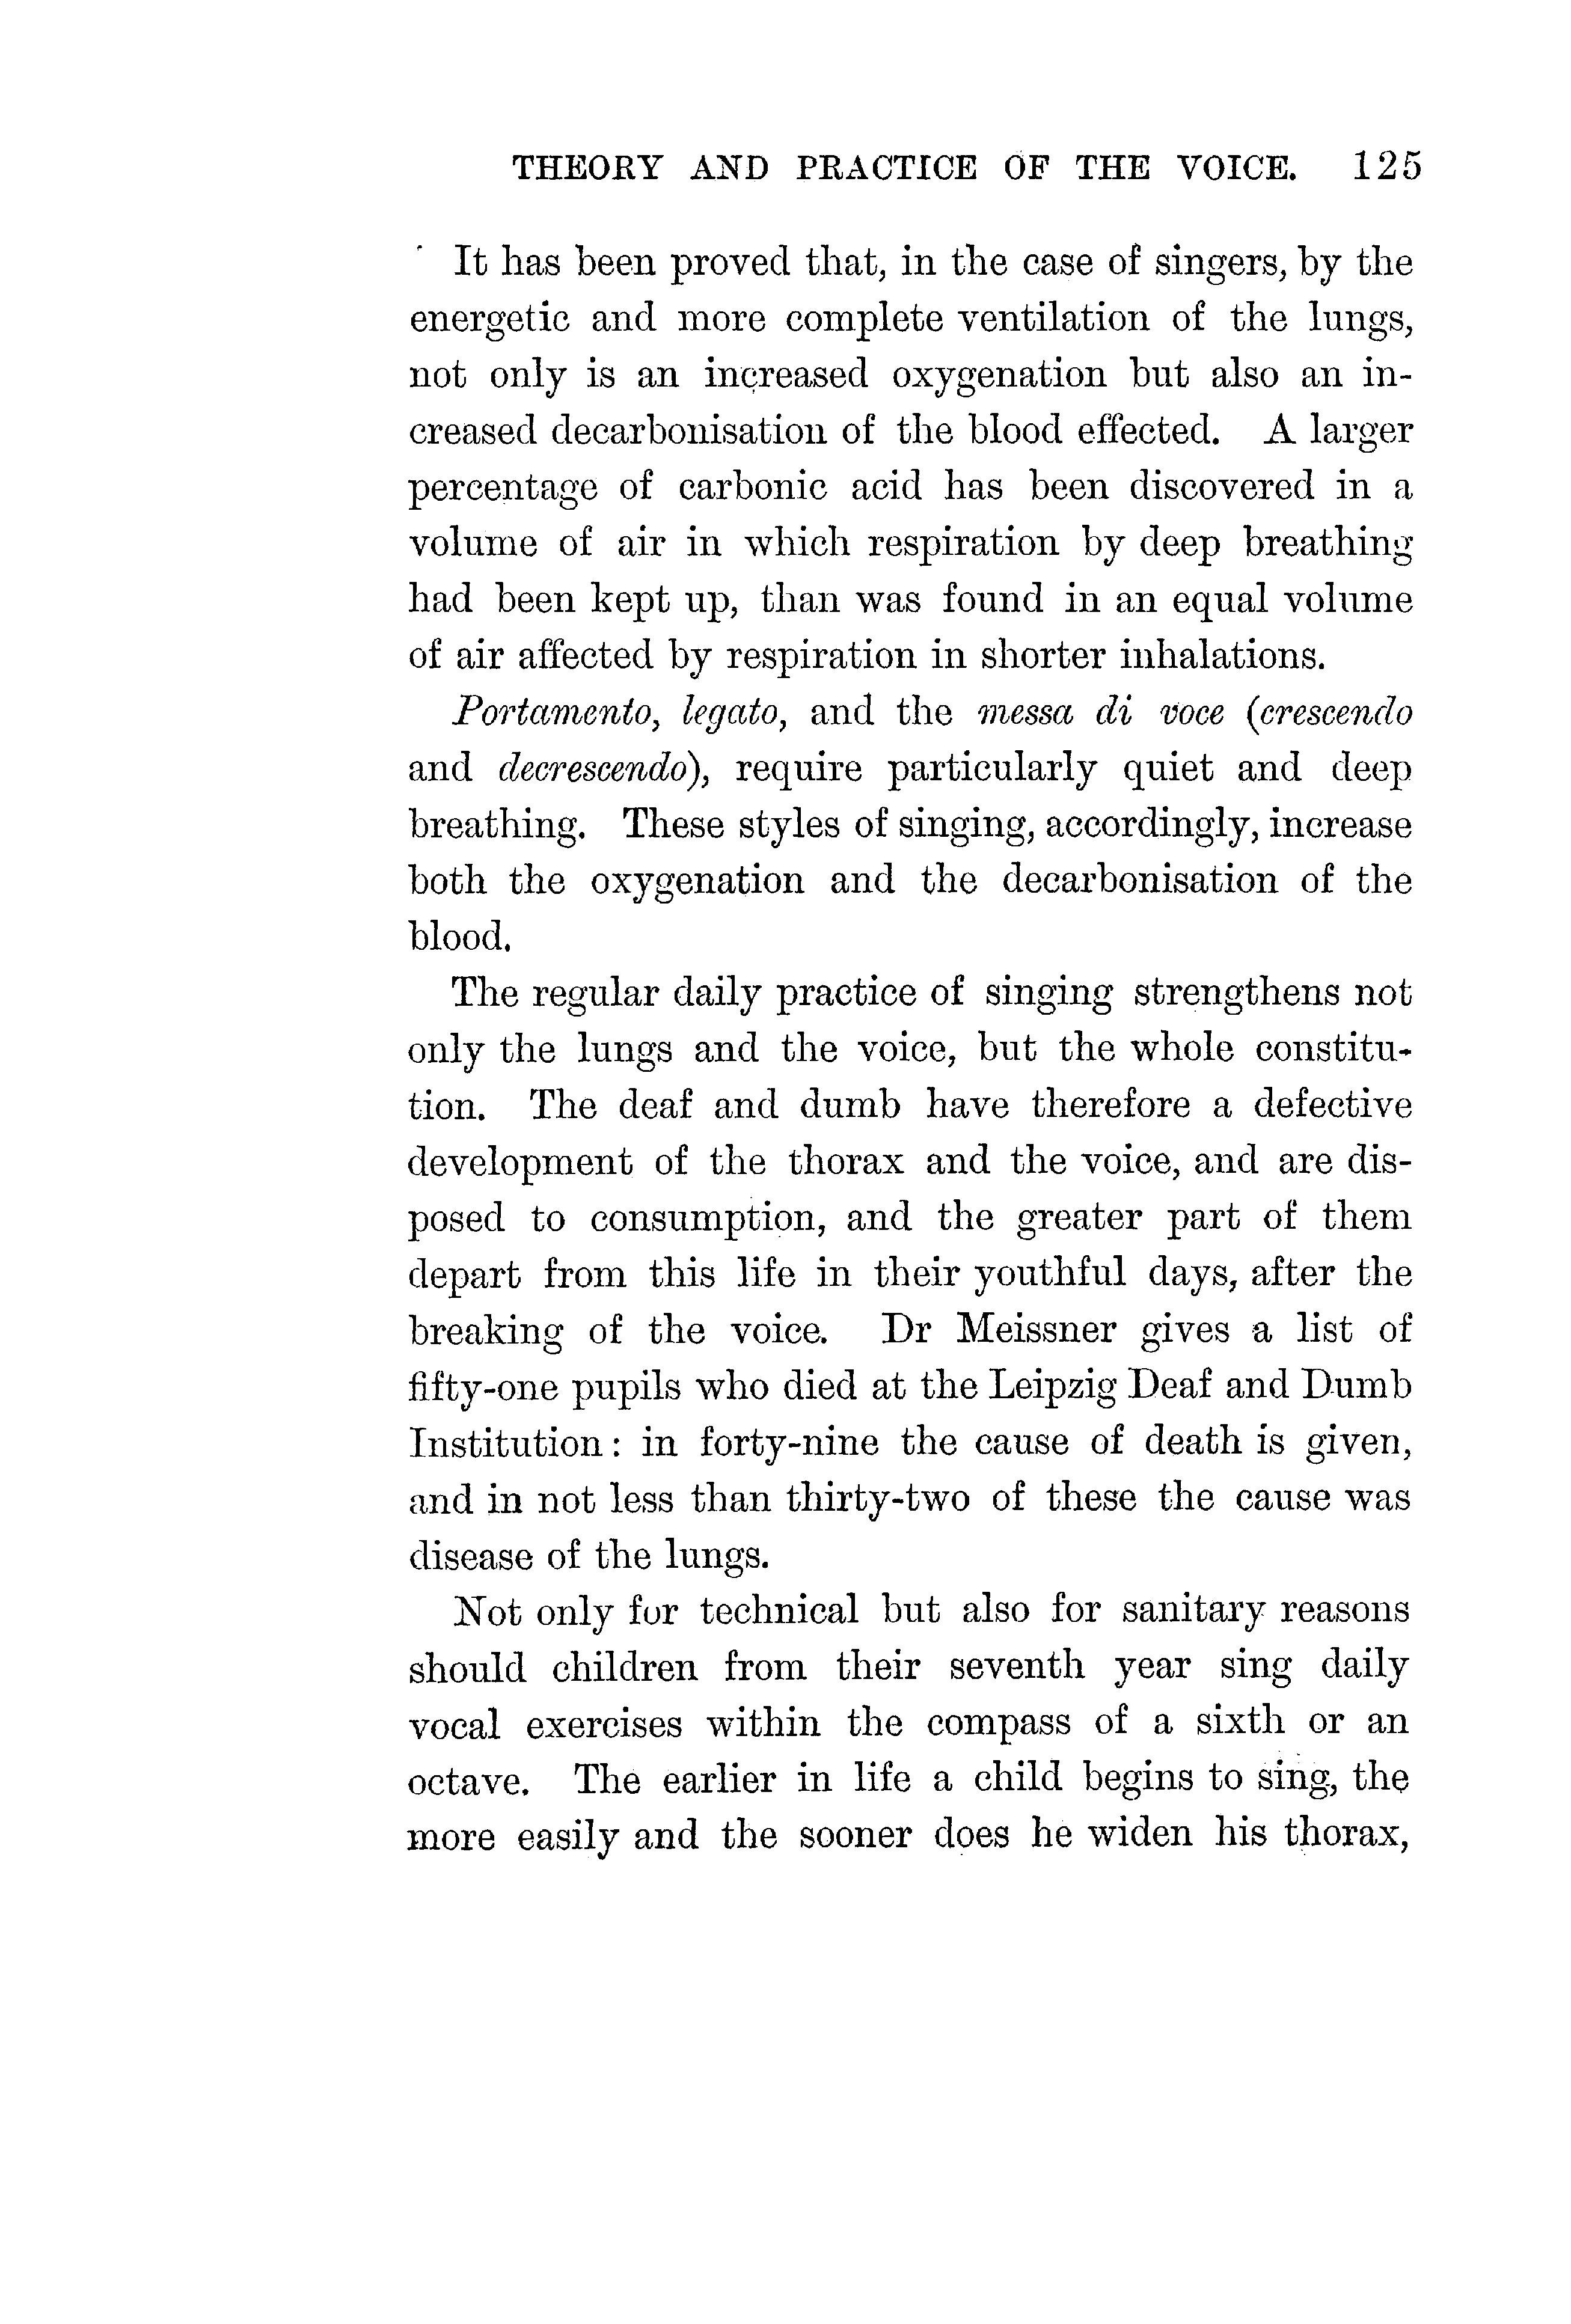 THEORY AND PRACTICE OF THE VOICE. 125
It has been proved that, in the case of singers, by the
energetic and more complete ventilation of the lungs,
not only is an increased oxygenation but also an in-
creased decarbonisation of the blood effected. A larger
percentage of carbonic acid has been discovered in a
volume of air in which respiration by deep breathing
had been kept up, than was found in an equal volume
of air affected by respiration in shorter inhalations.
Portamento, legato, and the messa di voce (crescendo
and decrescendo), require particularly quiet and deep
breathing. These styles of singing, accordingly, increase
both the oxygenation and the decarbonisation of the
blood.
The regular daily practice of singing strengthens not
only the lungs and the voice, but the whole constitu-
tion. The deaf and dumb have therefore a defective
development of the thorax and the voice, and are dis-
posed to consumption, and the greater part of them
depart from this life in their youthful days, after the
breaking of the voice. Dr Meissner gives a list of
fifty-one pupils who died at the Leipzig Deaf and Dumb
Institution: in forty-nine the cause of death is given,
and in not less than thirty-two of these the cause was
disease of the lungs.
Not only for technical but also for sanitary reasons
should children from their seventh year sing daily
vocal exercises within the compass of a sixth or an
octave. The earlier in life a child begins to sing, the
more easily and the sooner does he widen his thorax,